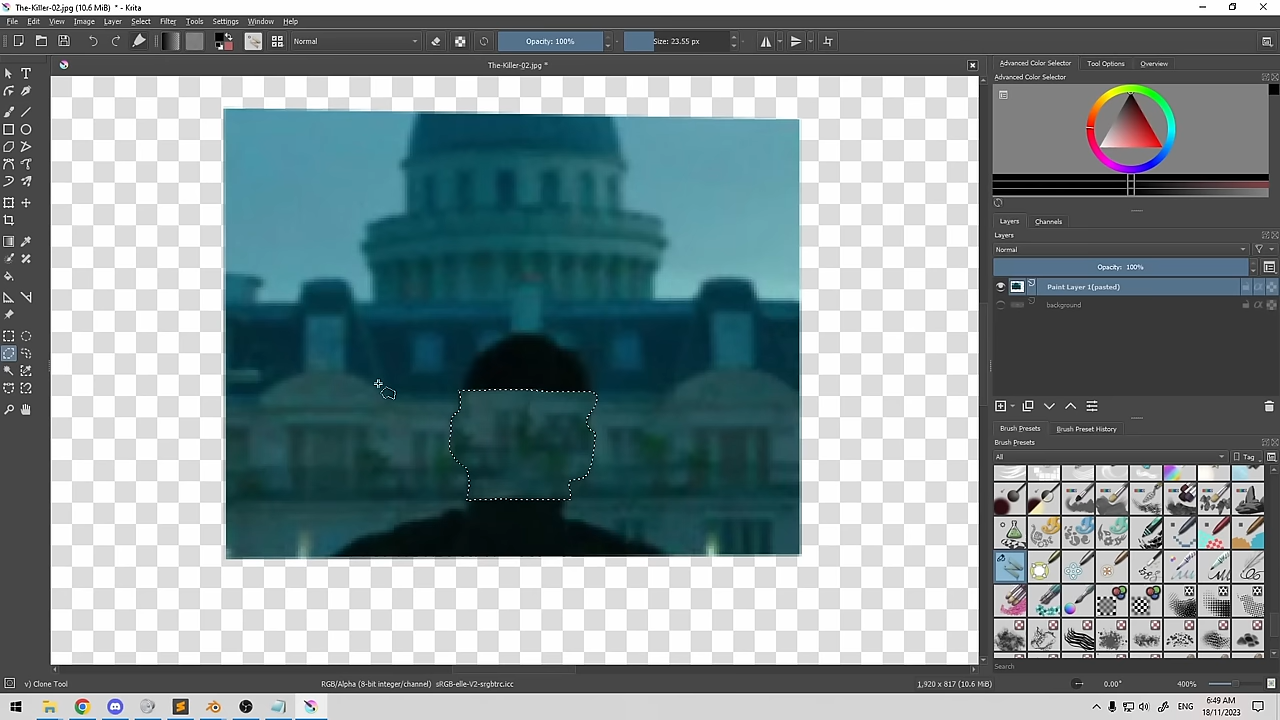 The-Killer-02.jpg (10.6 MiB) * - Krita
File Edit View Image Layer Select Filter Tools Settings Window Help
Normal Opacity: 100% Size: 23.55 px
The-Killer-02.jpg *
Advanced Color Selector Tool Options Overview
Advanced Color Selector
Layers Channels
Layers
Normal
Opacity: 100%
Paint Layer 1(pasted)
background
Brush Presets Brush Preset History
Brush Presets
All Tag
Search
v) Clone Tool RGB/Alpha (8-bit integer/channel) sRGB-elle-V2-srgbtrc.icc 1,920 x 817 (10.6 MiB) 0.00° 400%
ENG 6:49 AM
18/11/2023